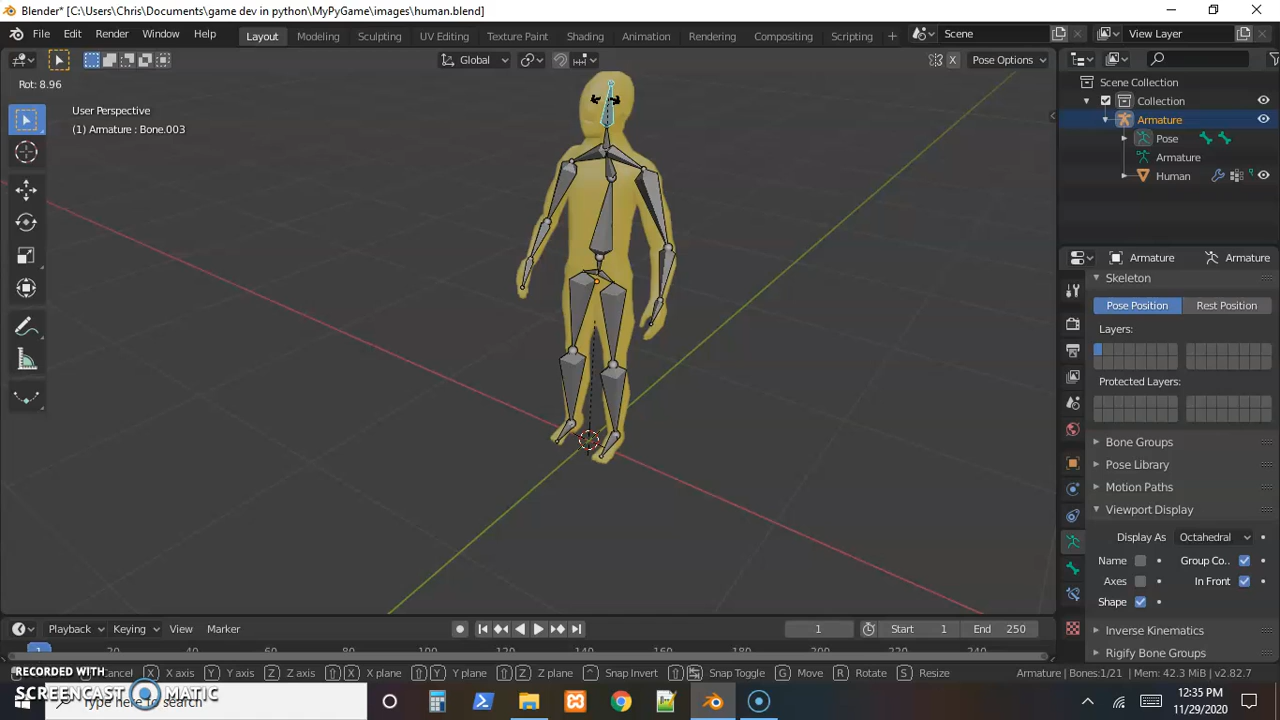 Blender* [C:\Users\Chris\Documents\game dev in python\MyPyGame\images\human.blend]
File Edit Render Window Help Layout Modeling Sculpting UV Editing Texture Paint Shading Animation Rendering Compositing Scripting Scene View Layer
Global X Pose Options
Rot: 8.96
User Perspective
(1) Armature : Bone.003
Scene Collection
Collection
Armature
Pose
Armature
Human
Armature Armature
Skeleton
Pose Position Rest Position
Layers:
Protected Layers:
Bone Groups
Pose Library
Motion Paths
Viewport Display
Display As Octahedral
Name Group Co..
Axes In Front
Shape
Inverse Kinematics
Rigify Bone Groups
Playback Keying View Marker 1 Start 1 End 250
1
Cancel X X axis Y Y axis Z Z axis X X plane Y Y plane Z Z plane Snap Invert Snap Toggle G Move R Rotate S Resize Armature | Bones:1/21 | Mem: 42.3 MiB | v2.82.7
RECORDED WITH
SCREENCAST MATIC
Type here to search
12:35 PM
11/29/2020